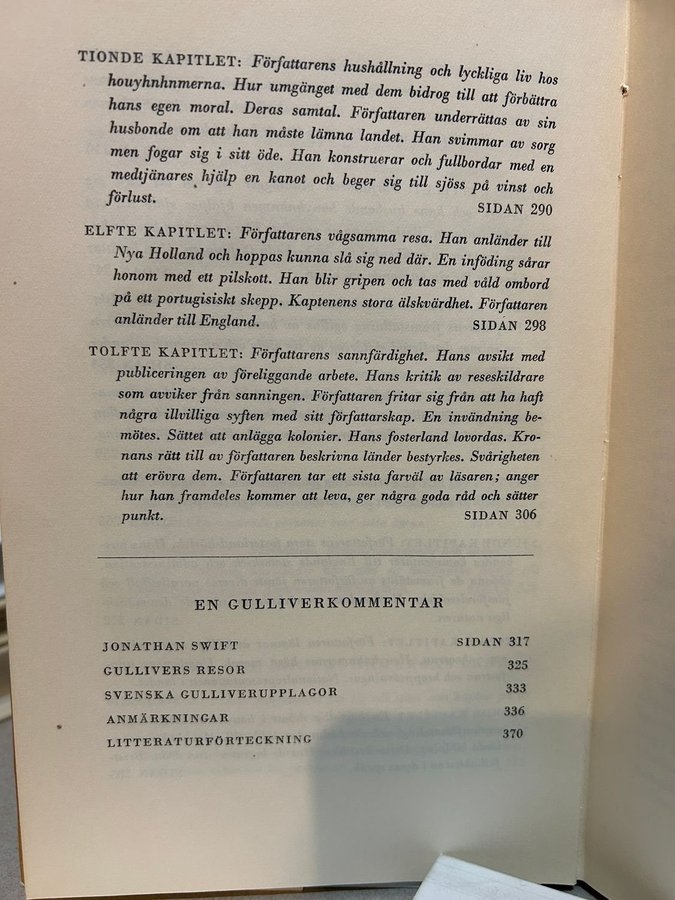 TIONDE KAPITLET: Författarens hushållning och lyckliga liv hos
houyhnhnmerna. Hur umgänget med dem bidrog till att förbättra
hans egen moral. Deras samtal. Författaren underrättas av sin
husbonde om att han måste lämna landet. Han svimmar av sorg
men fogar sig i sitt öde. Han konstruerar och fullbordar med en
medtjänares hjälp en kanot och beger sig till sjöss på vinst och
förlust. SIDAN 290
ELFTE KAPITLET: Författarens vågsamma resa. Han anländer till
Nya Holland och hoppas kunna slå sig ned där. En inföding sårar
honom med ett pilskott. Han blir gripen och tas med våld ombord
på ett portugisiskt skepp. Kaptenens stora älskvärdhet. Författaren
anländer till England. SIDAN 298
TOLFTE KAPITLET: Författarens sannfärdighet. Hans avsikt med
publiceringen av föreliggande arbete. Hans kritik av reseskildrare
som avviker från sanningen. Författaren fritar sig från att ha haft
några illvilliga syften med sitt författarskap. En invändning be-
mötes. Sättet att anlägga kolonier. Hans fosterland lovordas. Kro-
nans rätt till av författaren beskrivna länder bestyrkes. Svårigheten
att erövra dem. Författaren tar ett sista farväl av läsaren; anger
hur han framdeles kommer att leva, ger några goda råd och sätter
punkt. SIDAN 306
EN GULLIVERKOMMENTAR
JONATHAN SWIFT SIDAN 317
GULLIVERS RESOR 325
SVENSKA GULLIVERUPPLAGOR 333
ANMÄRKNINGAR 336
LITTERATURFÖRTECKNING 370